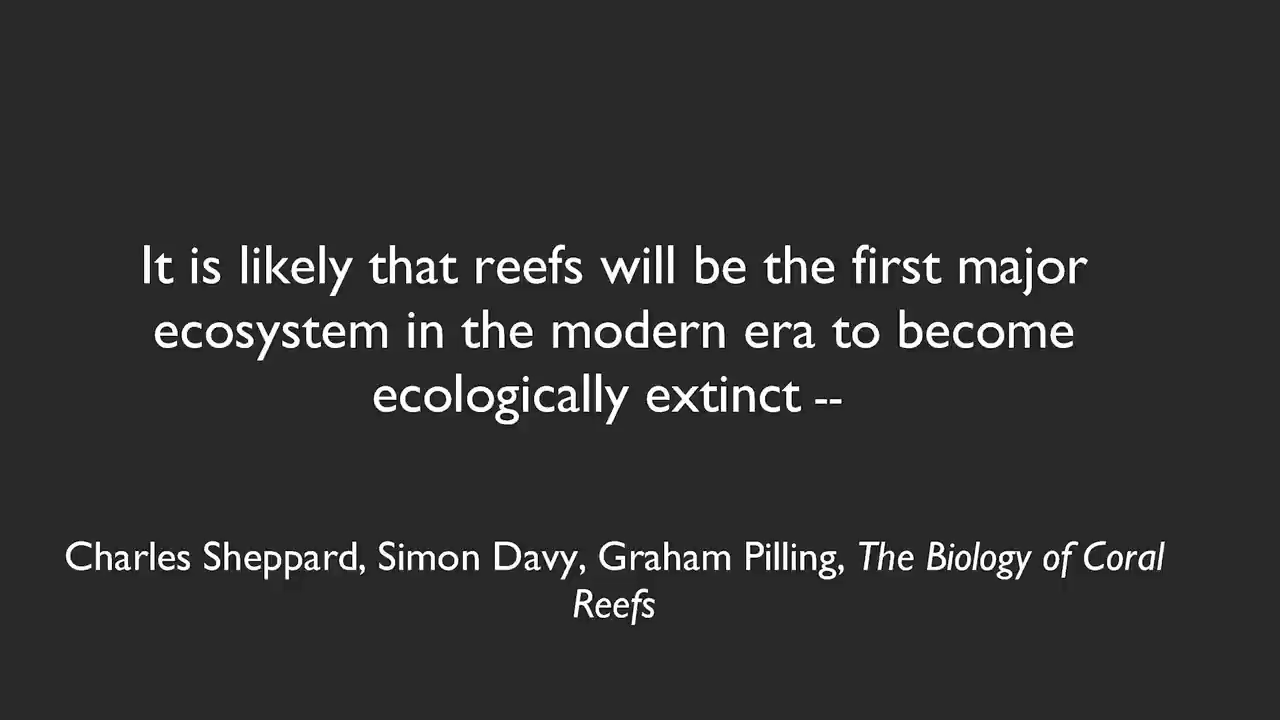 It is likely that reefs will be the first major
ecosystem in the modern era to become
ecologically extinct --
Charles Sheppard, Simon Davy, Graham Pilling, The Biology of Coral
Reefs